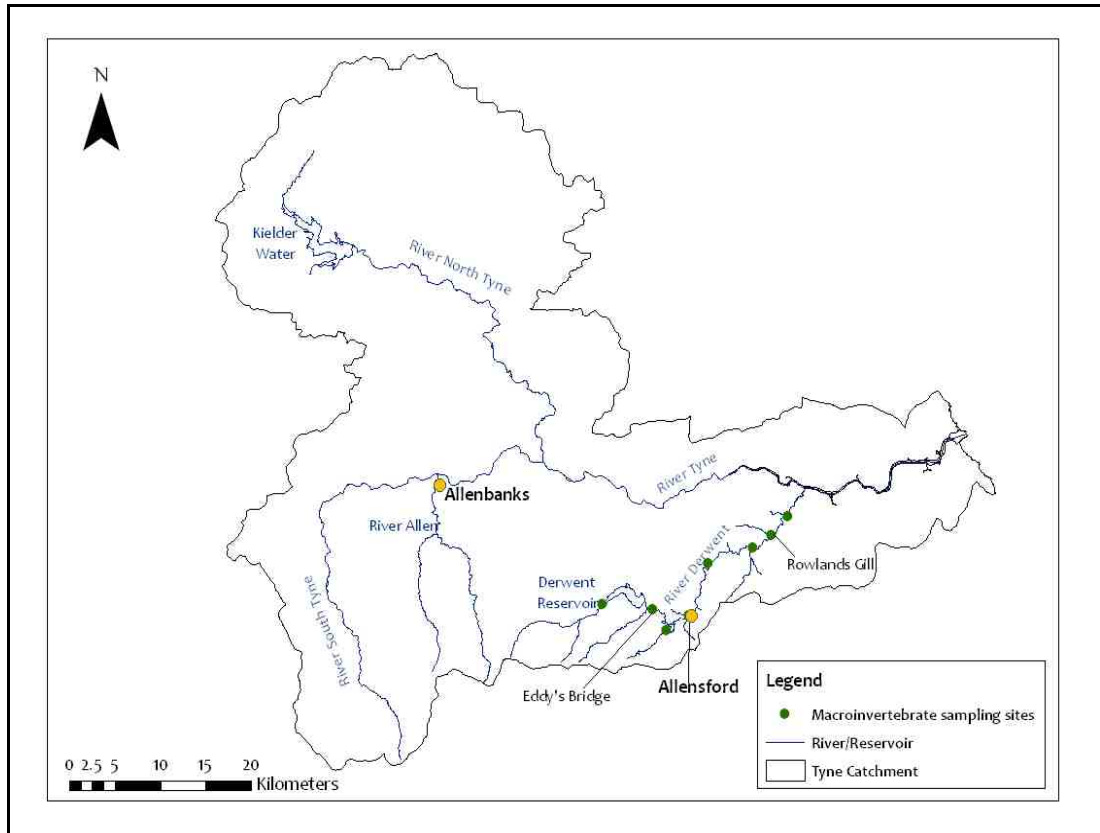 N
Kielder
Water
River North Tyne
River Tyne
Allenbanks
River Allen
River South Tyne
River Derwent
Rowlands Gill
Derwent
Reservoir
Eddy's Bridge
Allensford
Legend
Macroinvertebrate sampling sites
River/Reservoir
Tyne Catchment
0 2.5 5 10 15 20
Kilometers